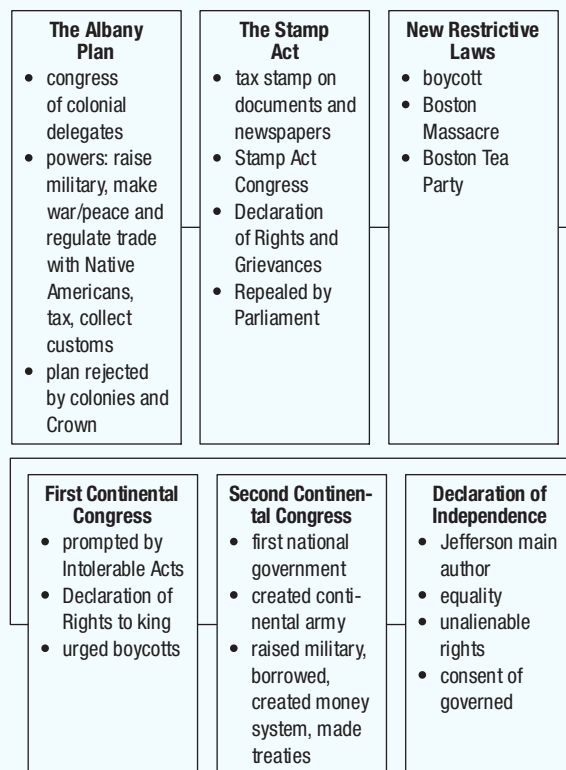 The Albany
Plan
• congress
of colonial
delegates
• powers: raise
military, make
war/peace and
regulate trade
with Native
Americans,
tax, collect
customs
• plan rejected
by colonies and
Crown
The Stamp
Act
• tax stamp on
documents and
newspapers
• Stamp Act
Congress
• Declaration
of Rights and
Grievances
• Repealed by
Parliament
New Restrictive
Laws
• boycott
• Boston
Massacre
• Boston Tea
Party
First Continental
Congress
• prompted by
Intolerable Acts
• Declaration of
Rights to king
• urged boycotts
Second Continen-
tal Congress
• first national
government
• created conti-
nental army
• raised military,
borrowed,
created money
system, made
treaties
Declaration of
Independence
• Jefferson main
author
• equality
• unalienable
rights
• consent of
governed